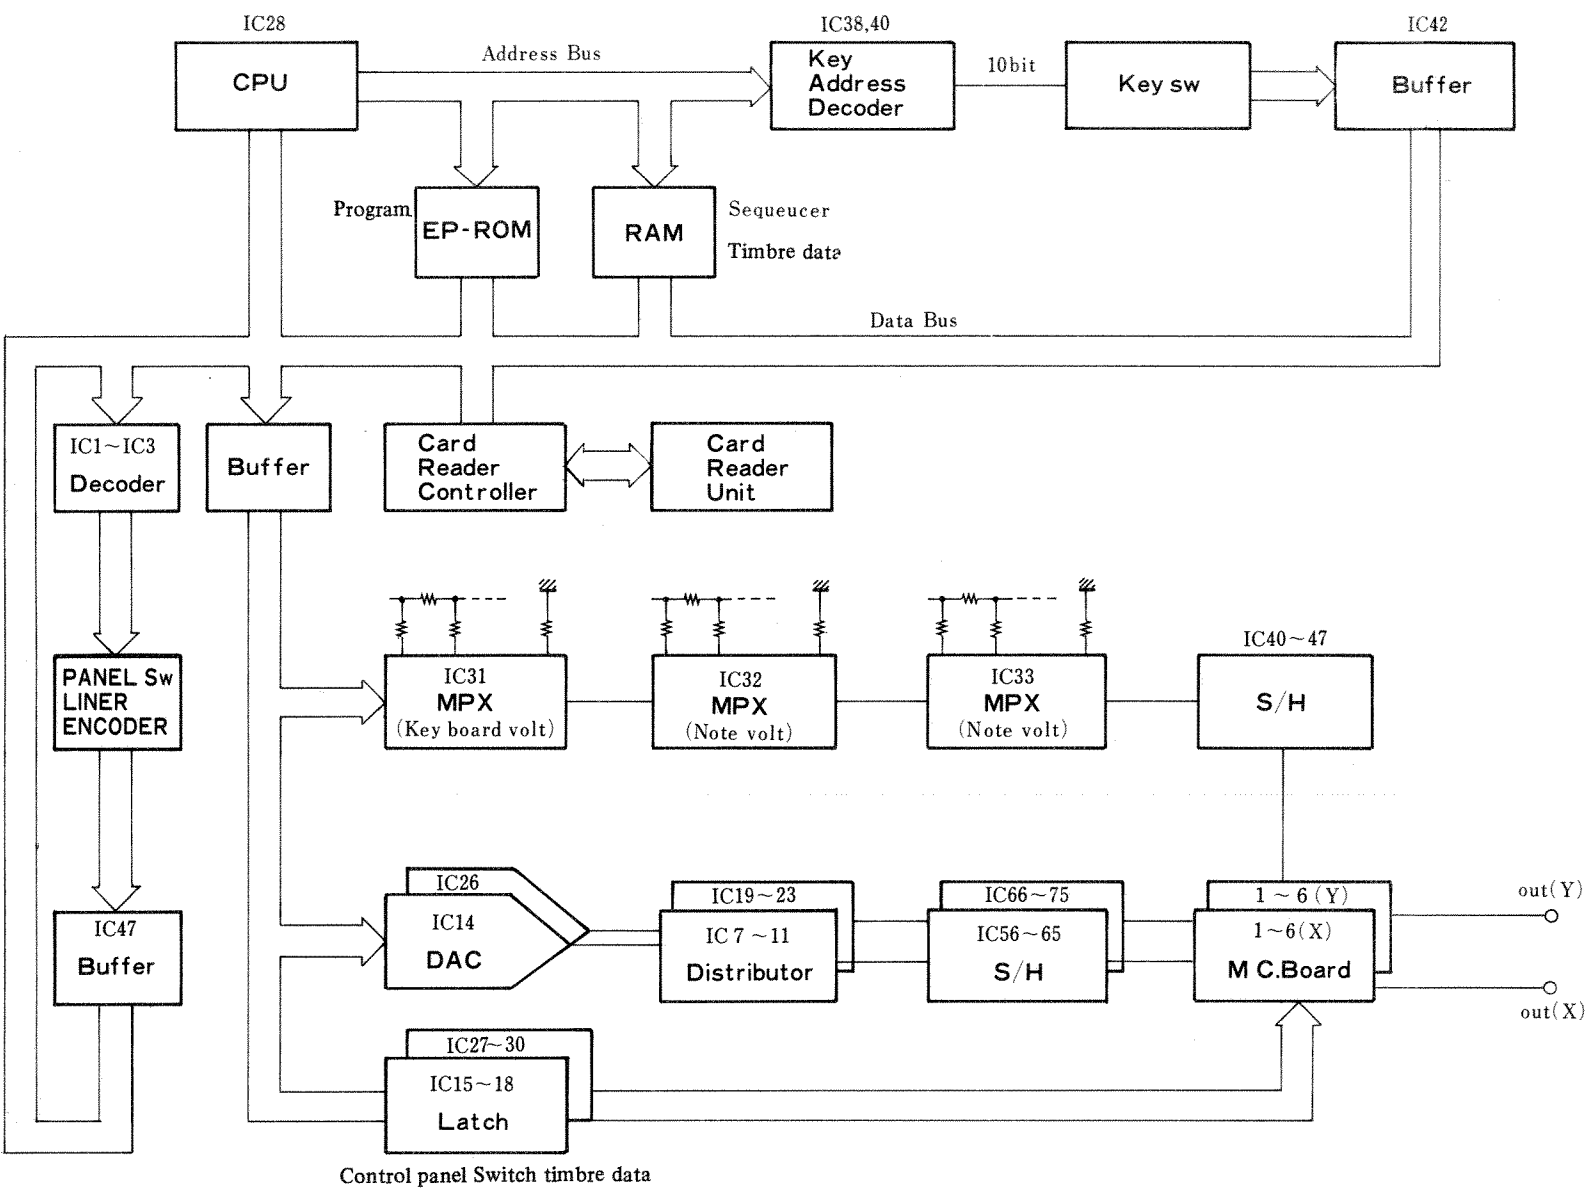 IC28
CPU
Address Bus
IC38,40
Key
Address
Decoder
10bit
Key sw
IC42
Buffer
Program
EP-ROM
RAM
Sequeucer
Timbre data
Data Bus
IC1～IC3
Decoder
Buffer
Card
Reader
Controller
Card
Reader
Unit
PANEL Sw
LINER
ENCODER
IC31
MPX
(Key board volt)
IC32
MPX
(Note volt)
IC33
MPX
(Note volt)
IC40～47
S/H
IC47
Buffer
IC26
IC14
DAC
IC19～23
IC 7 ～11
Distributor
IC66～75
IC56～65
S/H
1 ～ 6 (Y)
1～6(X)
M C.Board
out(Y)
out(X)
IC27～30
IC15～18
Latch
Control panel Switch timbre data